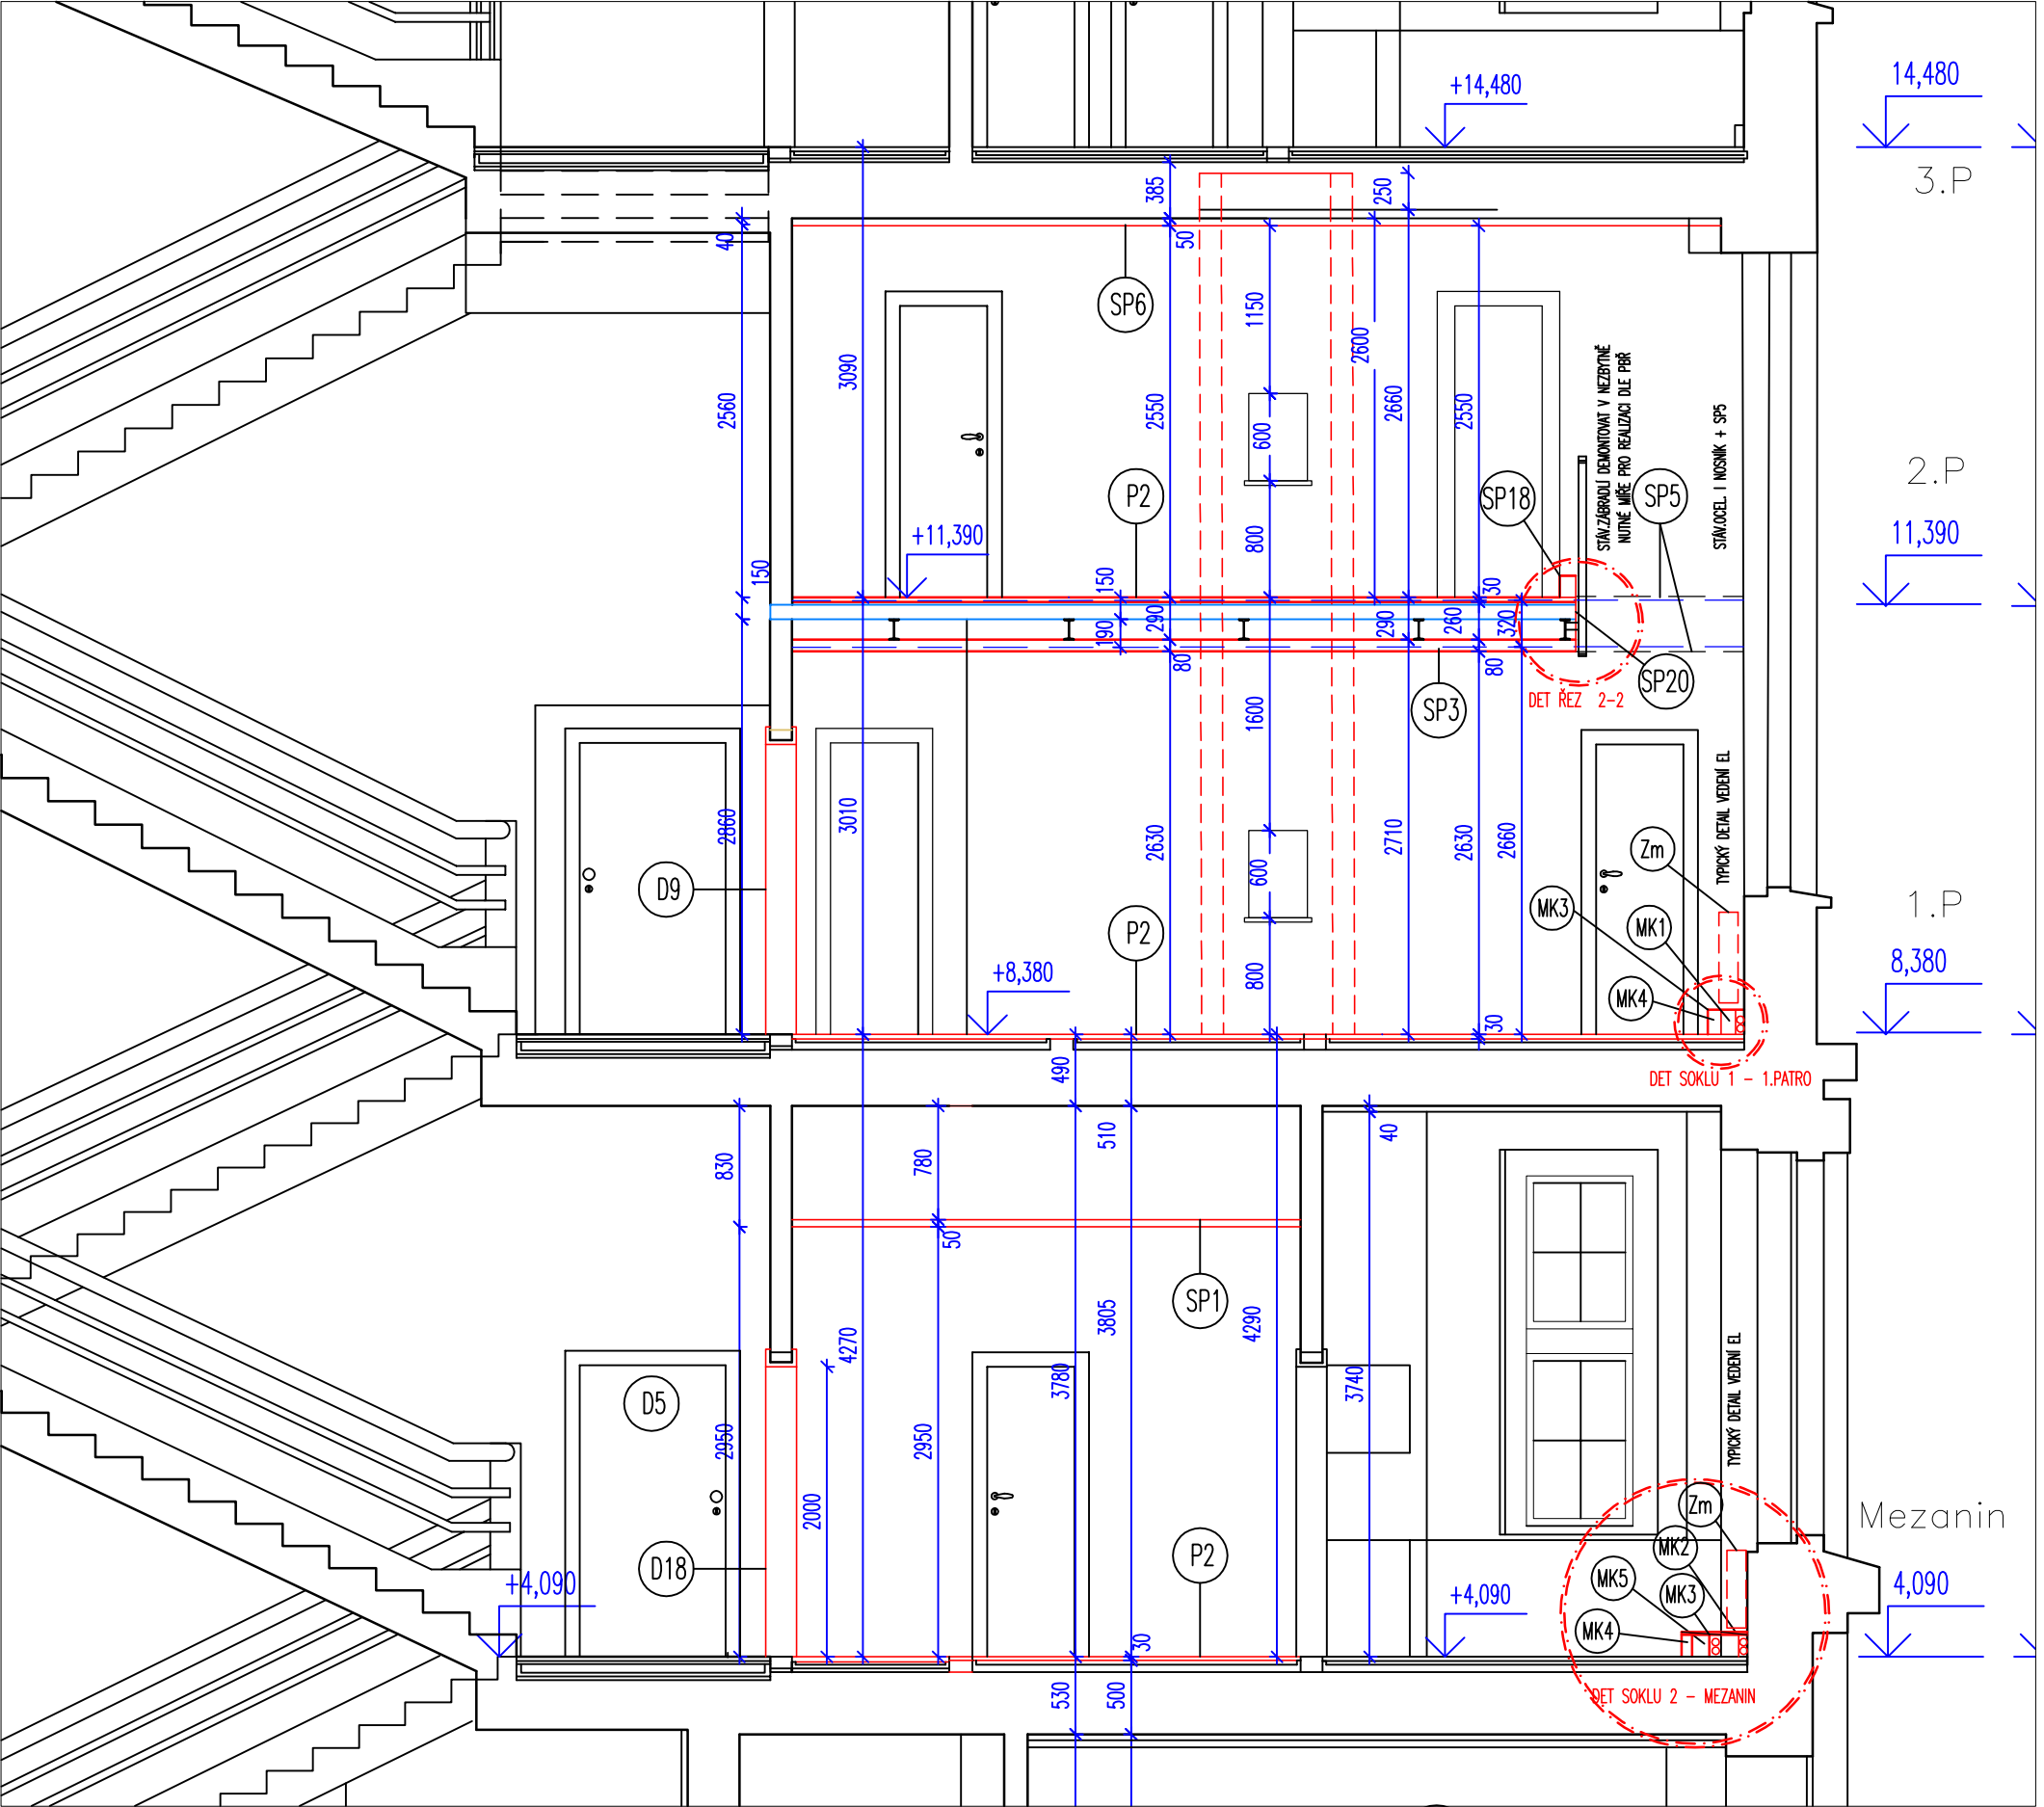 +14,480
14,480
3.P
385
250
40
50
SP6
1150
2600
3090
2560
2550
600
2660
2550
STÁV.ZÁBRADLÍ DEMONTOVAT V NEZBYTNĚ
NUTNÉ MÍŘE PRO REALIZACI DLE PBŘ
STÁV.OCEL. I NOSNÍK + SP5
2.P
P2
SP18
SP5
+11,390
11,390
800
150
150
30
190
290
290
260
320
80
80
SP20
DET ŘEZ 2-2
SP3
1600
TYPICKÝ DETAIL VEDENÍ EL
2860
3010
2630
2710
2630
2660
Zm
600
D9
MK3
MK1
1.P
P2
+8,380
8,380
800
MK4
30
490
DET SOKLU 1 - 1.PATRO
830
780
510
40
50
SP1
4270
3805
4290
3780
3740
TYPICKÝ DETAIL VEDENÍ EL
D5
2950
2950
2000
Zm
Mezanin
MK2
P2
D18
MK5
MK3
+4,090
+4,090
4,090
MK4
30
530
500
DET SOKLU 2 - MEZANIN